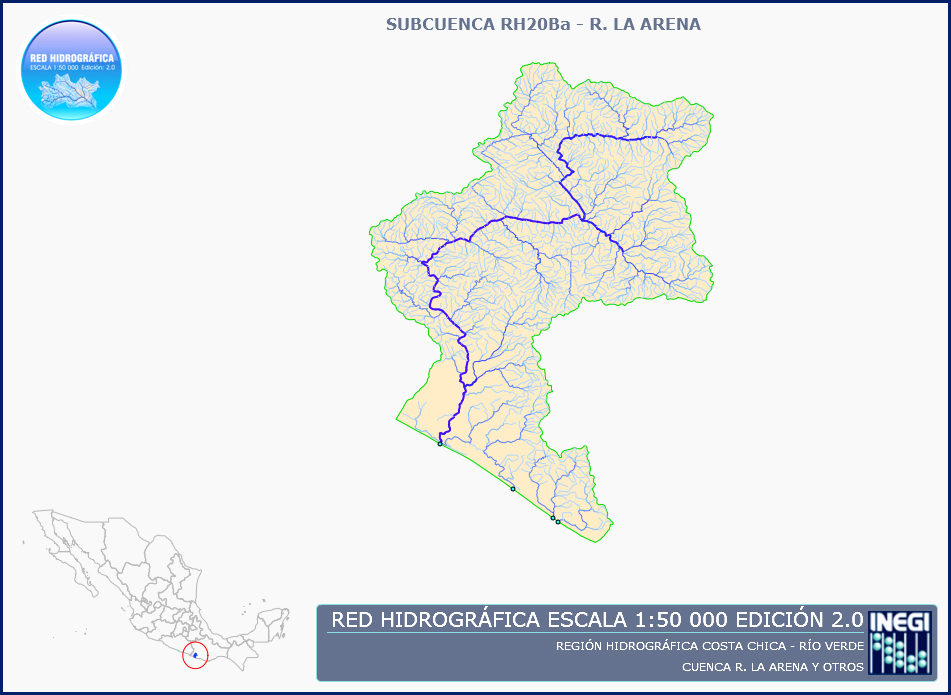 SUBCUENCA RH20Ba - R. LA ARENA
RED HIDROGRÁFICA
ESCALA 1:50 000 Edición: 2.0
RED HIDROGRÁFICA ESCALA 1:50 000 EDICIÓN 2.0
REGIÓN HIDROGRÁFICA COSTA CHICA - RÍO VERDE
CUENCA R. LA ARENA Y OTROS
INEGI